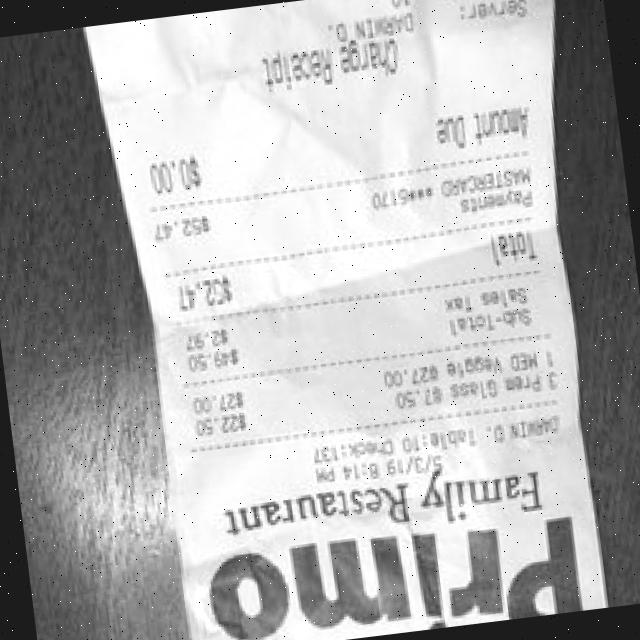 primo
Family Restaurant
5/3/19 6:14 PM
DARWIN O. Table:10 Check:137
3 Prem Glass @7.50 $22.50
1 MED Veggie @27.00 $27.00
Sub-Total $49.50
Sales Tax $2.97
Total $52.47
Payments
MASTERCARD ****6170 $52.47
Amount Due $0.00
Charge Receipt
DARWIN O.
Server: